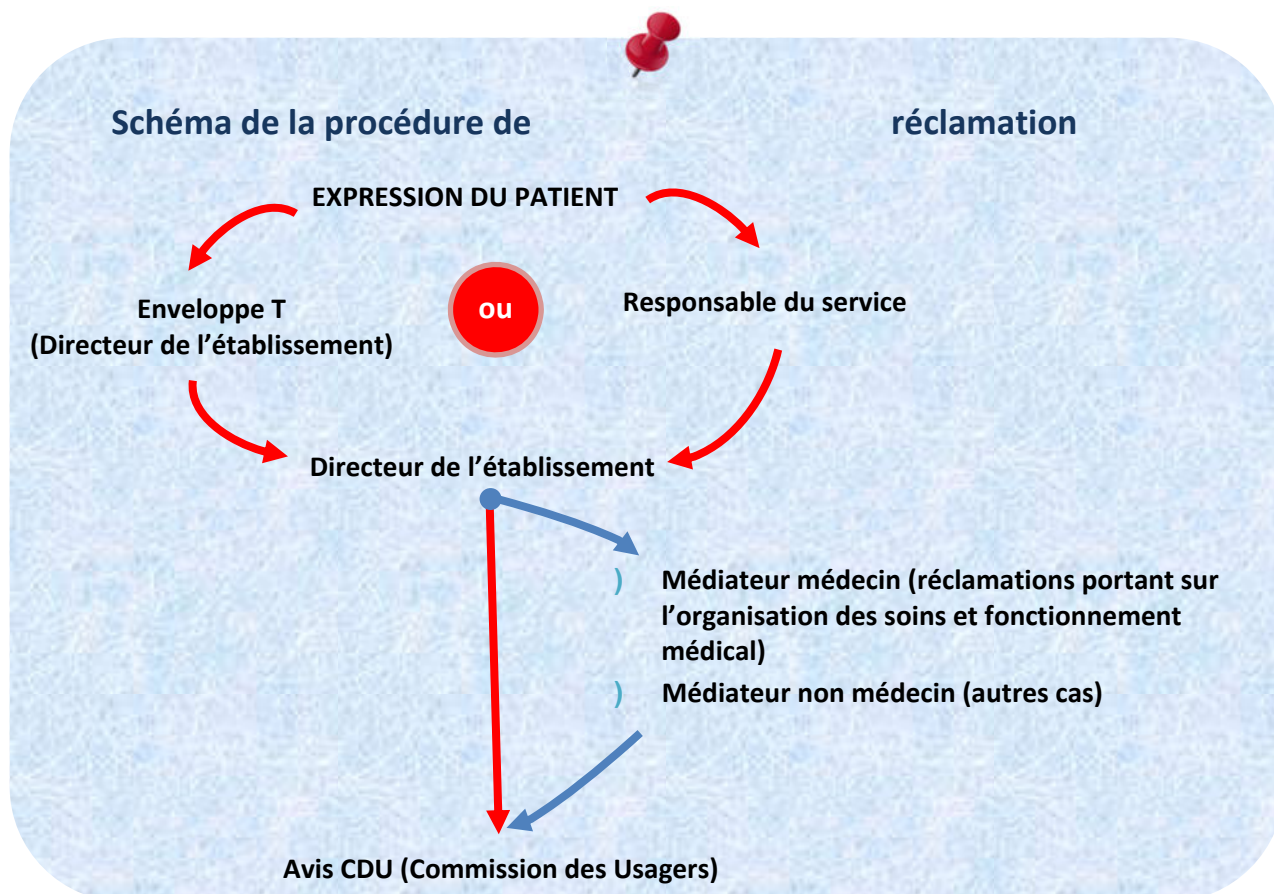 Schéma de la procédure de réclamation
EXPRESSION DU PATIENT
Enveloppe T
(Directeur de l’établissement)
ou
Responsable du service
Directeur de l’établissement
) Médiateur médecin (réclamations portant sur
l’organisation des soins et fonctionnement
médical)
) Médiateur non médecin (autres cas)
Avis CDU (Commission des Usagers)